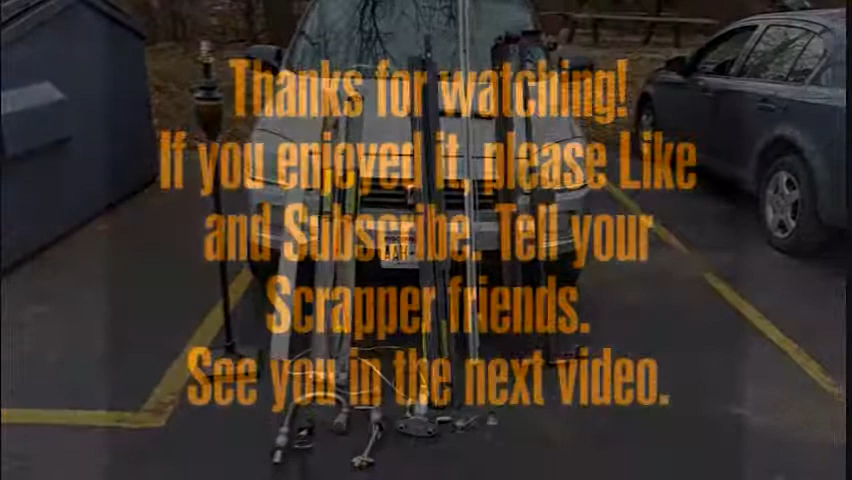 Thanks for watching!
If you enjoyed it, please Like
and Subscribe. Tell your
Scrapper friends.
See you in the next video.